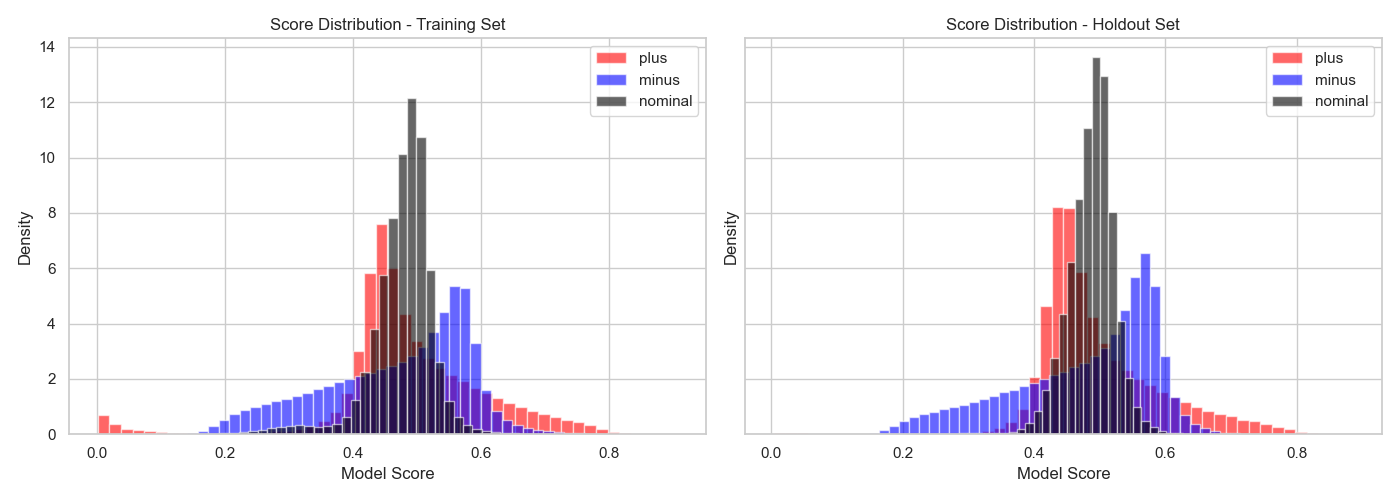 Score Distribution - Training Set
14
12
10
8
6
4
2
0
Density
0.0 0.2 0.4 0.6 0.8
Model Score
plus
minus
nominal
Score Distribution - Holdout Set
Density
0.0 0.2 0.4 0.6 0.8
Model Score
plus
minus
nominal